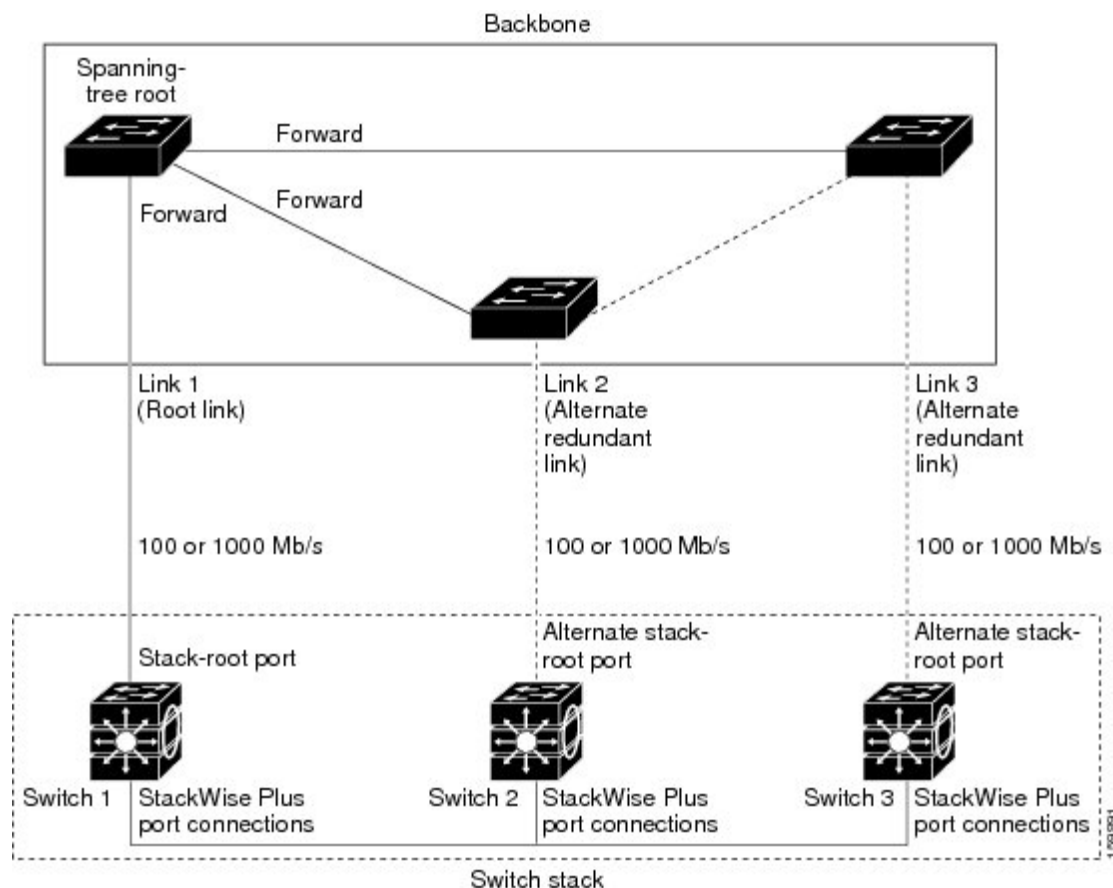 Backbone
Spanning-
tree root
Forward
Forward
Forward
Link 1
(Root link)
Link 2
(Alternate
redundant
link)
Link 3
(Alternate
redundant
link)
100 or 1000 Mb/s
100 or 1000 Mb/s
100 or 1000 Mb/s
Stack-root port
Alternate stack-
root port
Alternate stack-
root port
Switch 1
StackWise Plus
port connections
Switch 2
StackWise Plus
port connections
Switch 3
StackWise Plus
port connections
Switch stack